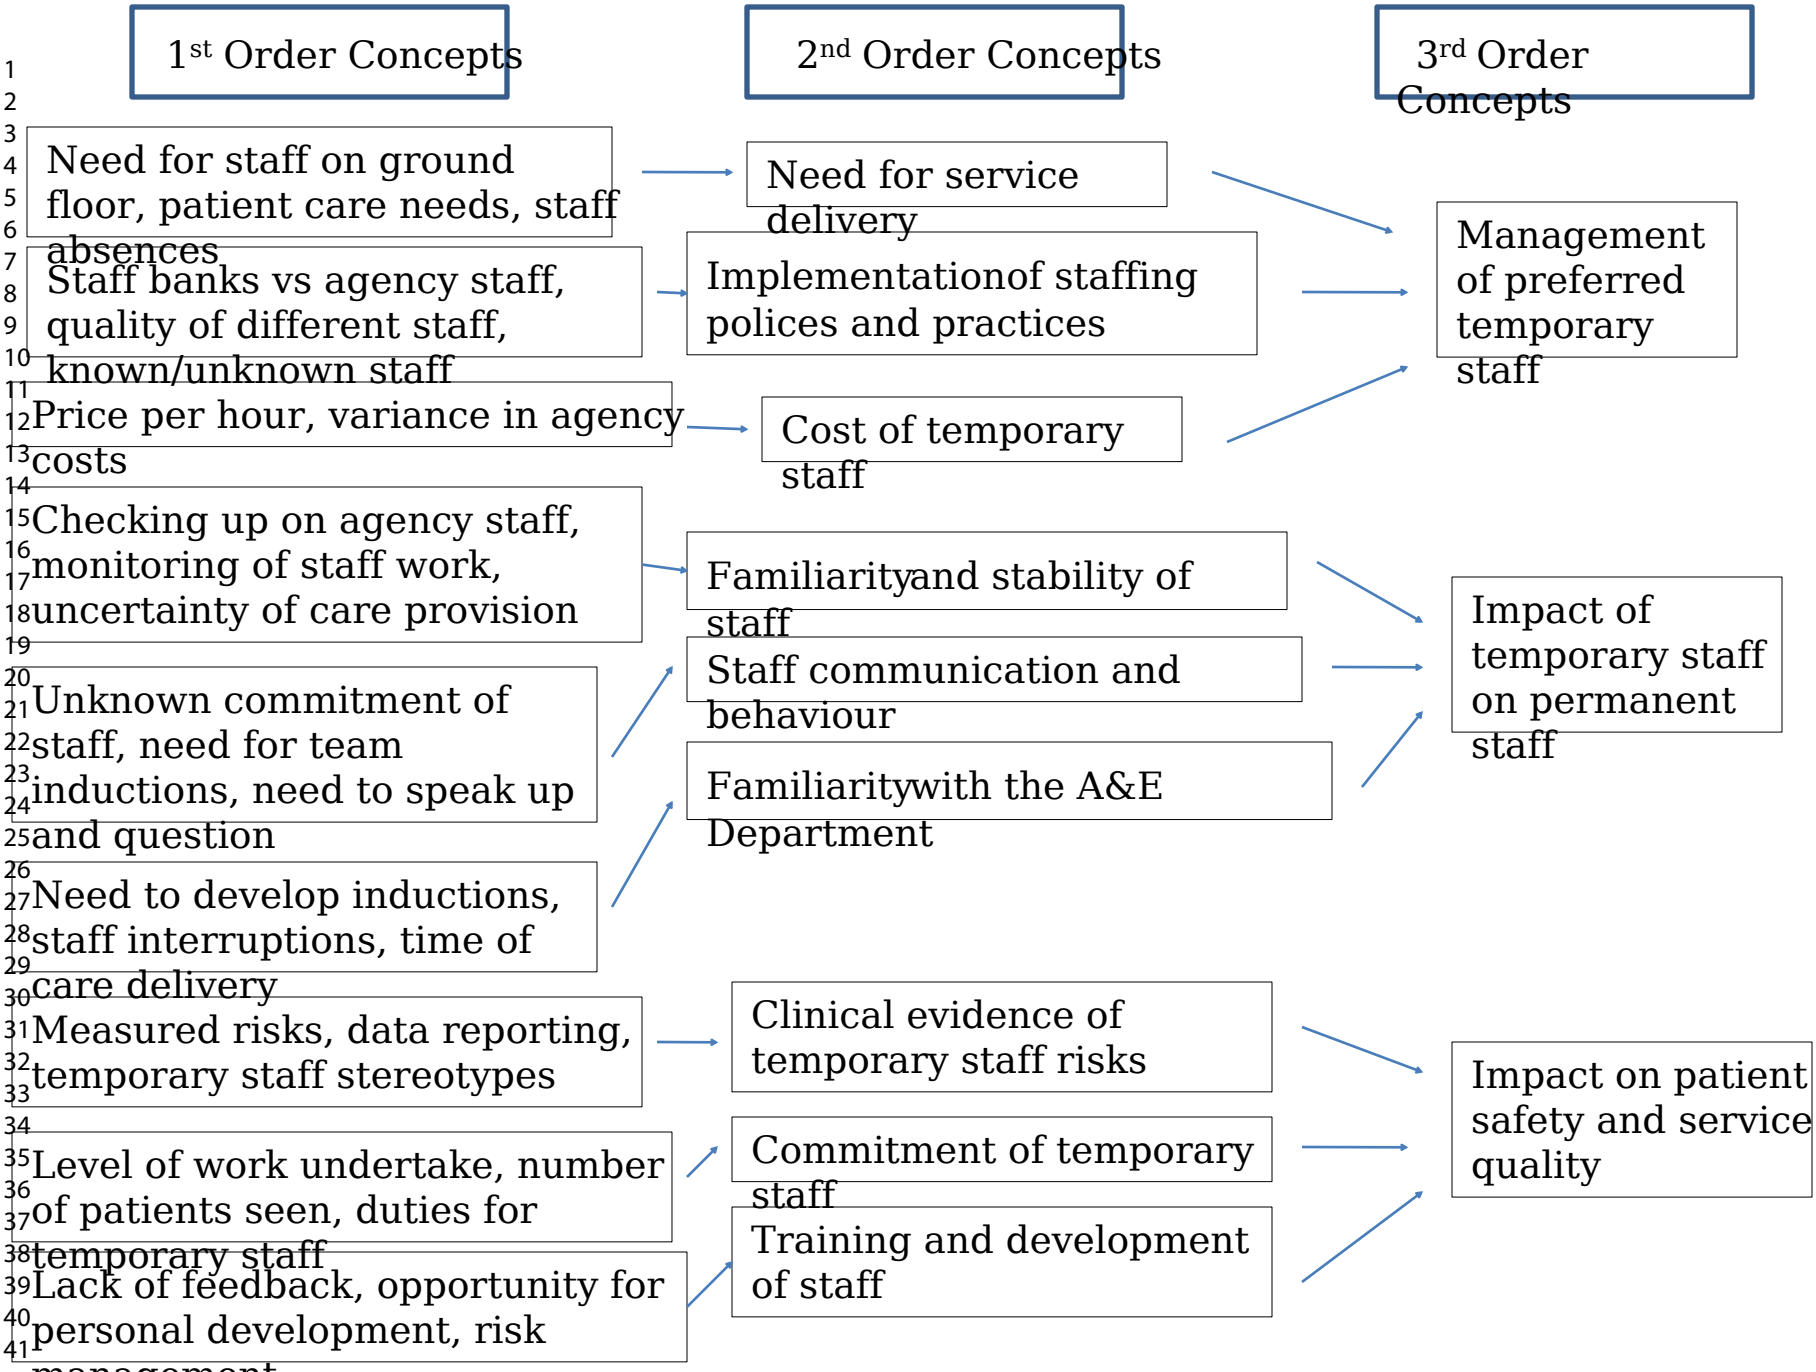 1st Order Concepts
2nd Order Concepts
3rd Order
Concepts
1
2
3
4
5
6
7
8
9
10
11
12
13
14
15
16
17
18
19
20
21
22
23
24
25
26
27
28
29
30
31
32
33
34
35
36
37
38
39
40
41
Need for staff on ground
floor, patient care needs, staff
absences
Staff banks vs agency staff,
quality of different staff,
known/unknown staff
Price per hour, variance in agency
costs
Checking up on agency staff,
monitoring of staff work,
uncertainty of care provision
Unknown commitment of
staff, need for team
inductions, need to speak up
and question
Need to develop inductions,
staff interruptions, time of
care delivery
Measured risks, data reporting,
temporary staff stereotypes
Level of work undertake, number
of patients seen, duties for
temporary staff
Lack of feedback, opportunity for
personal development, risk
management
Need for service
delivery
Implementationof staffing
polices and practices
Cost of temporary
staff
Familiarityand stability of
staff
Staff communication and
behaviour
Familiaritywith the A&E
Department
Clinical evidence of
temporary staff risks
Commitment of temporary
staff
Training and development
of staff
Management
of preferred
temporary
staff
Impact of
temporary staff
on permanent
staff
Impact on patient
safety and service
quality